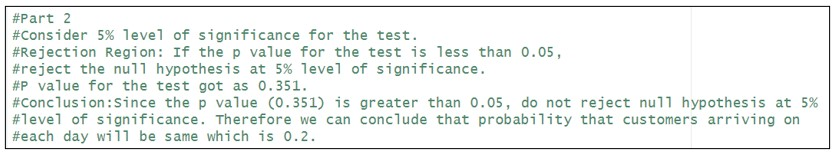 #Part 2
#Consider 5% level of significance for the test.
#Rejection Region: If the p value for the test is less than 0.05,
#reject the null hypothesis at 5% level of significance.
#P value for the test got as 0.351.
#Conclusion:Since the p value (0.351) is greater than 0.05, do not reject null hypothesis at 5%
#level of significance. Therefore we can conclude that probability that customers arriving on
#each day will be same which is 0.2.